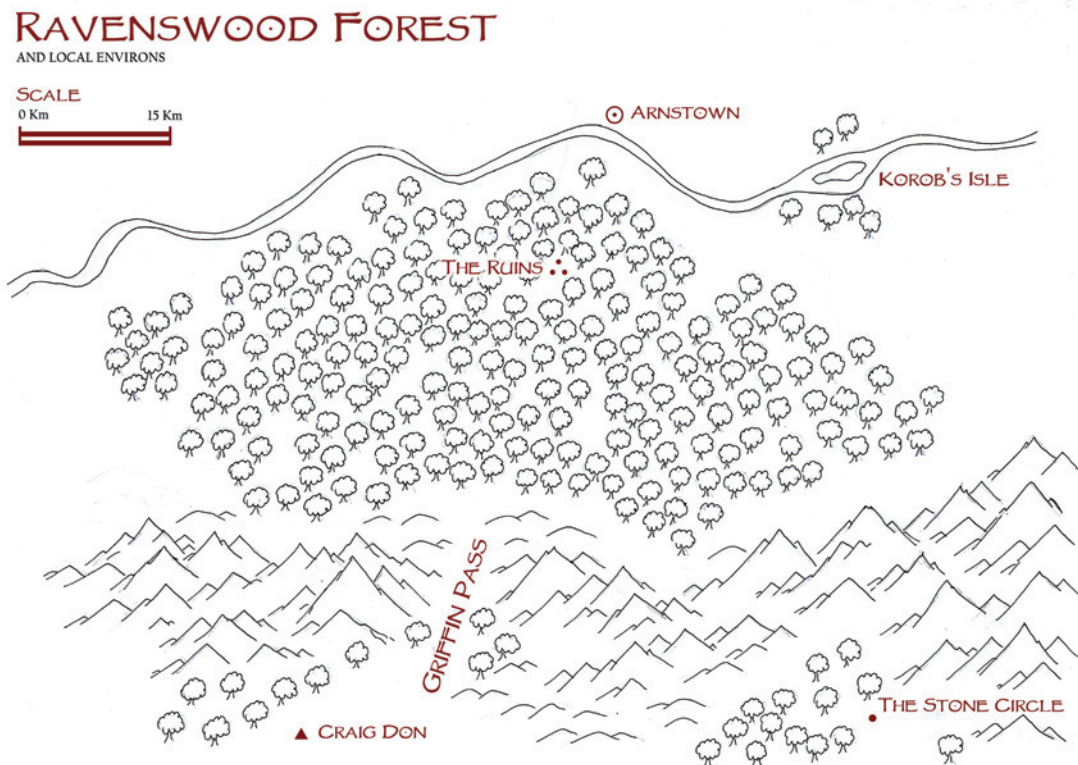 RAVENSWOOD FOREST
AND LOCAL ENVIRONS
SCALE
0 Km 15 Km
ARNSTOWN
KOROB'S ISLE
THE RUINS
GRIFFIN PASS
THE STONE CIRCLE
CRAIG DON